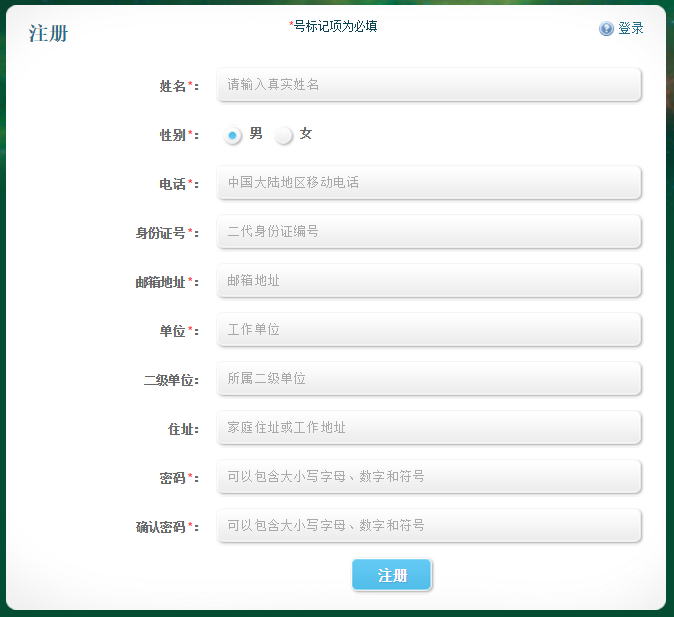 注册
*号标记项为必填
登录
姓名*： 请输入真实姓名
性别*： 男 女
电话*： 中国大陆地区移动电话
身份证号*： 二代身份证编号
邮箱地址*： 邮箱地址
单位*： 工作单位
二级单位： 所属二级单位
住址： 家庭住址或工作地址
密码*： 可以包含大小写字母、数字和符号
确认密码*： 可以包含大小写字母、数字和符号
注册